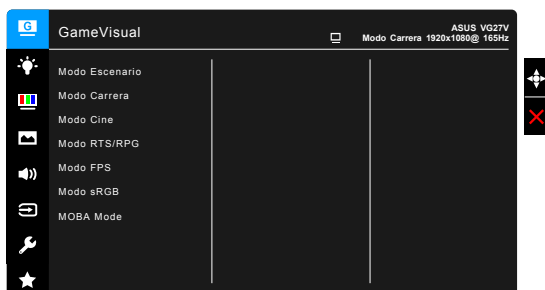 G
GameVisual
ASUS VG27V
Modo Carrera 1920x1080@ 165Hz
Modo Escenario
Modo Carrera
Modo Cine
Modo RTS/RPG
Modo FPS
Modo sRGB
MOBA Mode